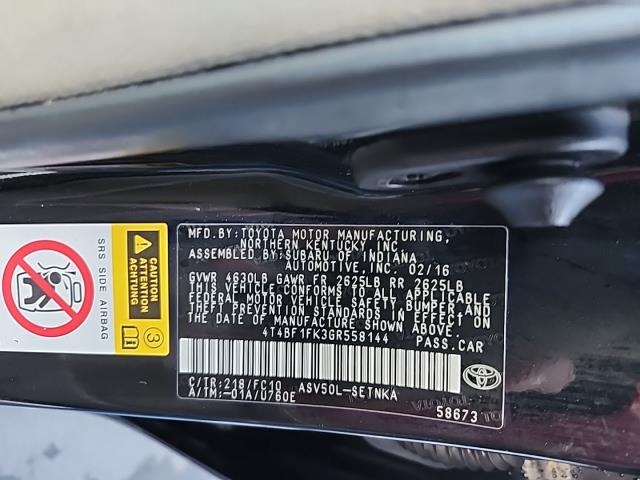 SRS SIDE AIRBAG
CAUTION
ATTENTION
ACHTUNG
3
MFD.BY:TOYOTA MOTOR MANUFACTURING,
NORTHERN KENTUCKY, INC
ASSEMBLED BY:SUBARU OF INDIANA
AUTOMOTIVE, INC. 02/16
GVWR 4630LB GAWR FR 2625LB RR 2625LB
THIS VEHICLE CONFORMS TO ALL APPLICABLE
FEDERAL MOTOR VEHICLE SAFETY, BUMPER, AND
THEFT PREVENTION STANDARDS IN EFFECT ON
THE DATE OF MANUFACTURE SHOWN ABOVE.
4T4BF1FK3GR558144 PASS.CAR
C/TR:218/FC10 ASV50L-SETNKA
A/TM:-01A/U760E
TOYOTA
58673